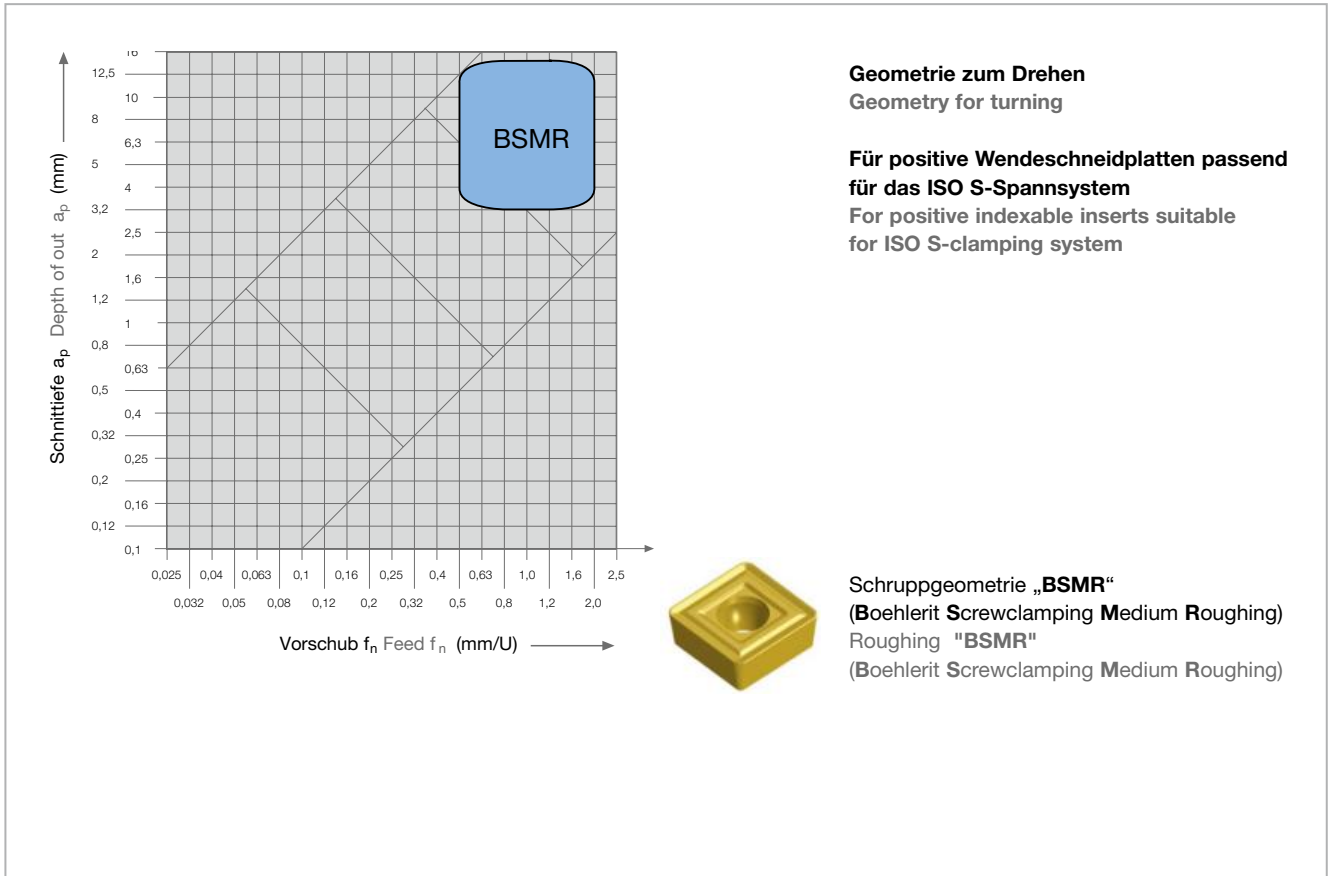 16
12,5
10
8
6,3
5
4
3,2
2,5
2
1,6
1,2
1
0,8
0,63
0,5
0,4
0,32
0,25
0,2
0,16
0,12
0,1
Schnittiefe ap Depth of out ap (mm)
BSMR
0,025 0,04 0,063 0,1 0,16 0,25 0,4 0,63 1,0 1,6 2,5
0,032 0,05 0,08 0,12 0,2 0,32 0,5 0,8 1,2 2,0
Vorschub fn Feed fn (mm/U)
Geometrie zum Drehen
Geometry for turning
Für positive Wendeschneidplatten passend
für das ISO S-Spannsystem
For positive indexable inserts suitable
for ISO S-clamping system
Schruppgeometrie „BSMR“
(Boehlerit Screwclamping Medium Roughing)
Roughing "BSMR"
(Boehlerit Screwclamping Medium Roughing)